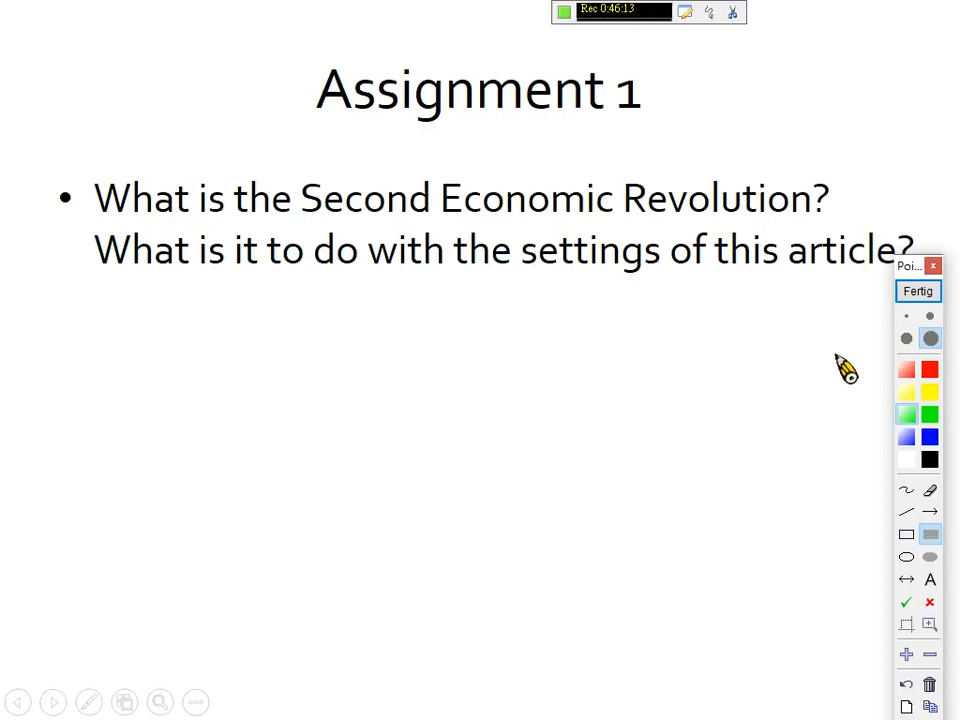 Rec 0:46:13
Assignment 1
• What is the Second Economic Revolution?
What is it to do with the settings of this article?
Poi...
Fertig
A